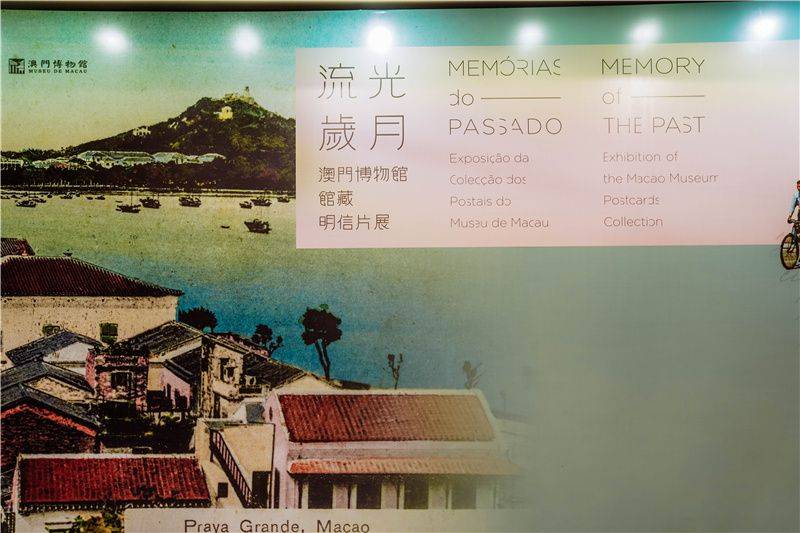 澳門博物館
MUSEU DE MACAU
流光
歲月
澳門博物館
館藏
明信片展
MEMÓRIAS
do
PASSADO
Exposição da
Colecção dos
Postais do
Museu de Macau
MEMORY
of
THE PAST
Exhibition of
the Macao Museum
Postcards
Collection
Praya Grande, Macao